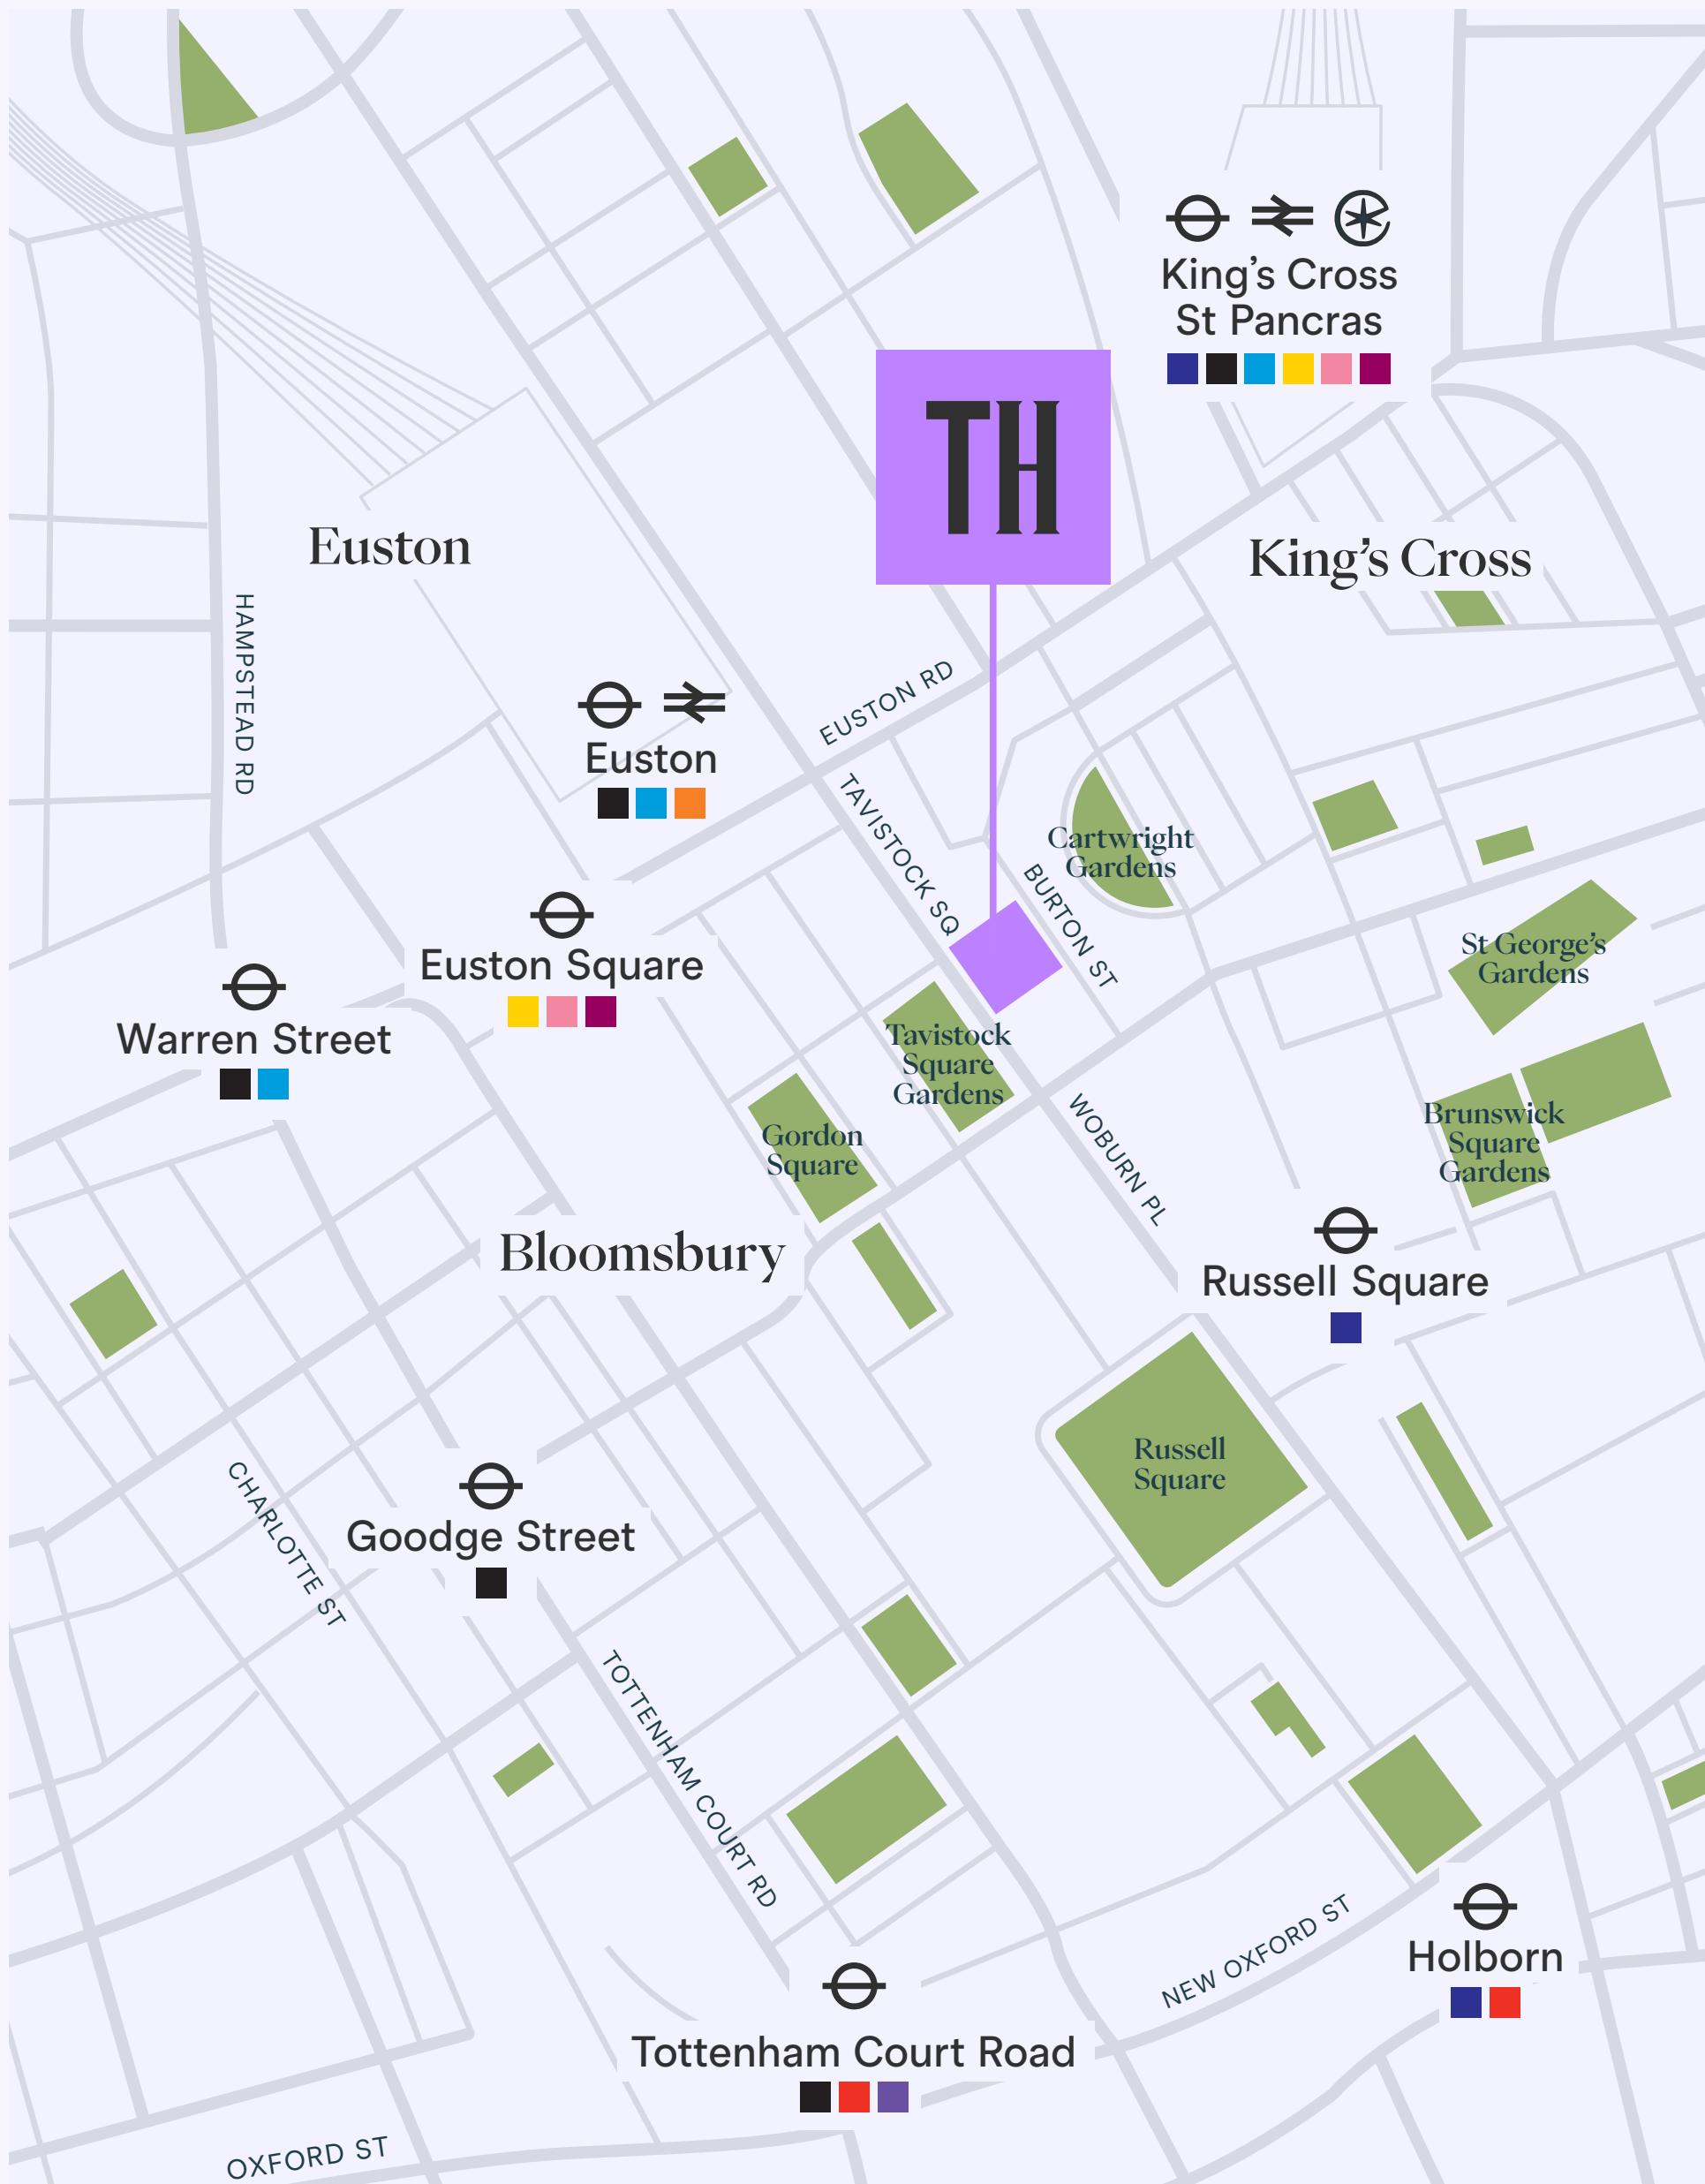 King’s Cross
St Pancras
TH
Euston
King’s Cross
HAMPSTEAD RD
EUSTON RD
Euston
TAVISTOCK SQ
Cartwright
Gardens
BURTON ST
Euston Square
St George’s
Gardens
Warren Street
Tavistock
Square
Gardens
WOBURN PL
Brunswick
Square
Gardens
Gordon
Square
Bloomsbury
Russell Square
Russell
Square
CHARLOTTE ST
Goodge Street
TOTTENHAM COURT RD
NEW OXFORD ST
Holborn
Tottenham Court Road
OXFORD ST